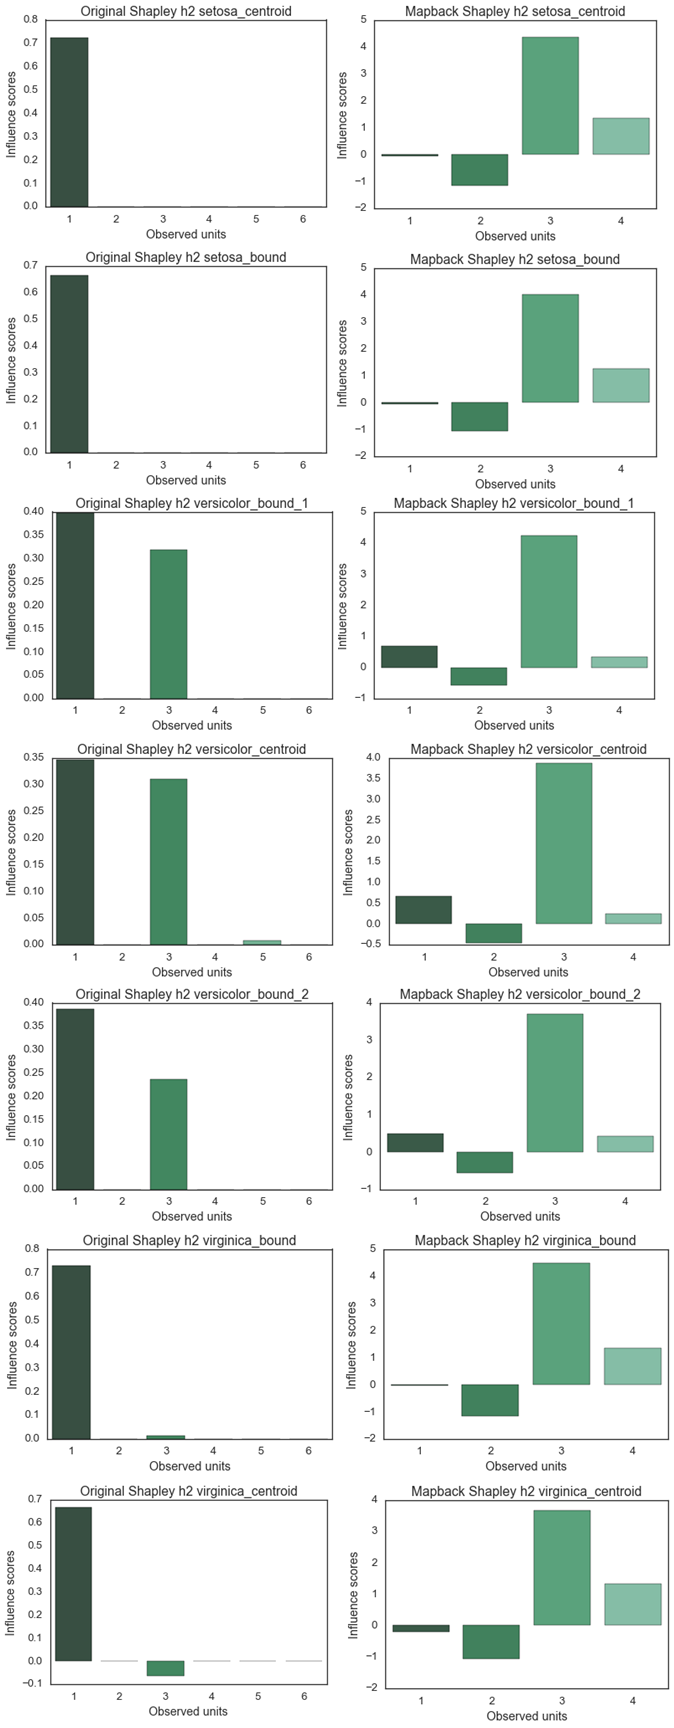 Original Shapley h2 setosa_centroid
0.8
0.7
0.6
0.5
0.4
0.3
0.2
0.1
0.0
Influence scores
1 2 3 4 5 6
Observed units
Mapback Shapley h2 setosa_centroid
5
4
3
2
1
0
−1
−2
Influence scores
1 2 3 4
Observed units
Original Shapley h2 setosa_bound
0.7
0.6
0.5
0.4
0.3
0.2
0.1
0.0
Influence scores
1 2 3 4 5 6
Observed units
Mapback Shapley h2 setosa_bound
5
4
3
2
1
0
−1
−2
Influence scores
1 2 3 4
Observed units
Original Shapley h2 versicolor_bound_1
0.40
0.35
0.30
0.25
0.20
0.15
0.10
0.05
0.00
Influence scores
1 2 3 4 5 6
Observed units
Mapback Shapley h2 versicolor_bound_1
5
4
3
2
1
0
−1
Influence scores
1 2 3 4
Observed units
Original Shapley h2 versicolor_centroid
0.35
0.30
0.25
0.20
0.15
0.10
0.05
0.00
Influence scores
1 2 3 4 5 6
Observed units
Mapback Shapley h2 versicolor_centroid
4.0
3.5
3.0
2.5
2.0
1.5
1.0
0.5
0.0
−0.5
Influence scores
1 2 3 4
Observed units
Original Shapley h2 versicolor_bound_2
0.40
0.35
0.30
0.25
0.20
0.15
0.10
0.05
0.00
Influence scores
1 2 3 4 5 6
Observed units
Mapback Shapley h2 versicolor_bound_2
4
3
2
1
0
−1
Influence scores
1 2 3 4
Observed units
Original Shapley h2 virginica_bound
0.8
0.7
0.6
0.5
0.4
0.3
0.2
0.1
0.0
Influence scores
1 2 3 4 5 6
Observed units
Mapback Shapley h2 virginica_bound
5
4
3
2
1
0
−1
−2
Influence scores
1 2 3 4
Observed units
Original Shapley h2 virginica_centroid
0.7
0.6
0.5
0.4
0.3
0.2
0.1
0.0
−0.1
Influence scores
1 2 3 4 5 6
Observed units
Mapback Shapley h2 virginica_centroid
4
3
2
1
0
−1
−2
Influence scores
1 2 3 4
Observed units